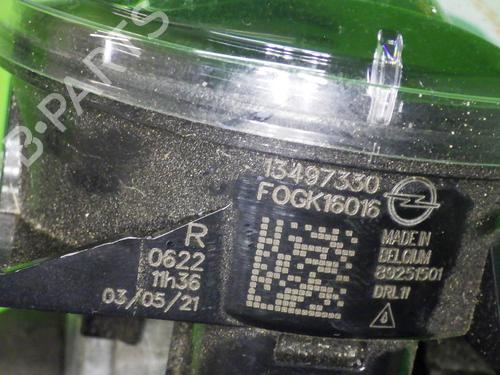 B-PARTS
13497330
FOGK16016
R
0622
11h36
03/05/21
MADE IN
BELGIUM
89251501
DRL11